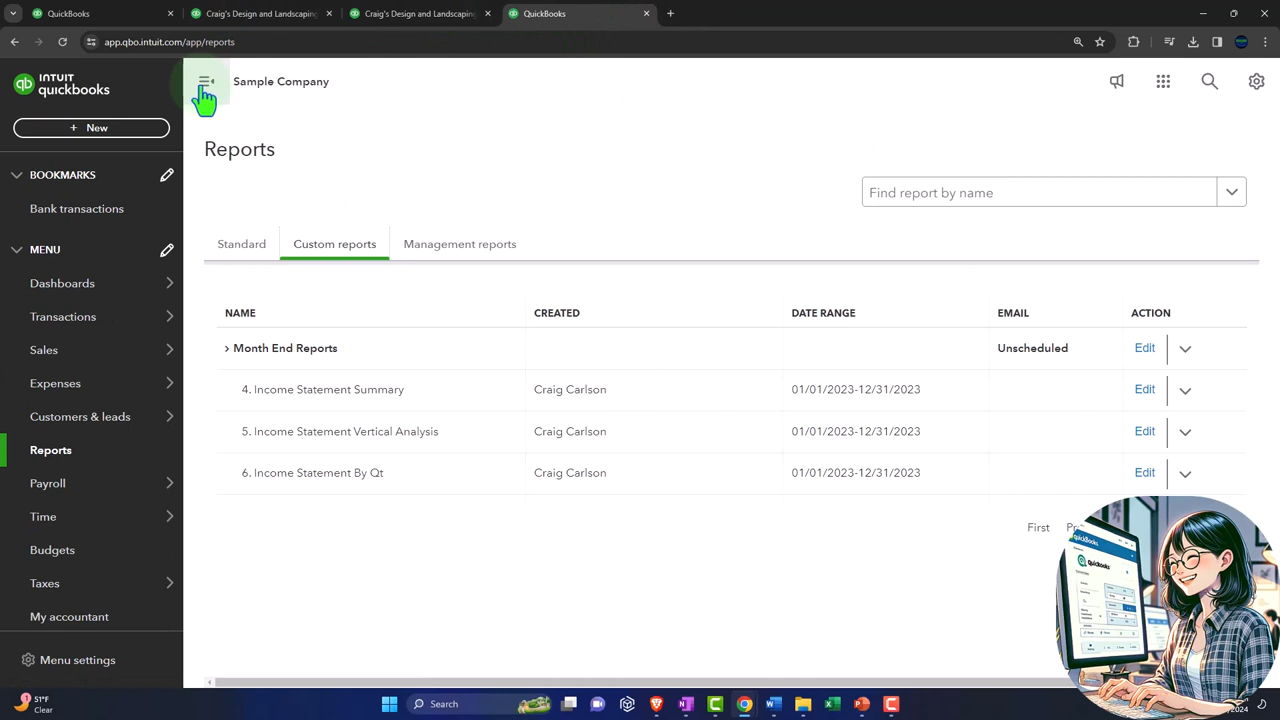 QuickBooks
Craig's Design and Landscaping
Craig's Design and Landscaping
QuickBooks
app.qbo.intuit.com/app/reports
INTUIT
quickbooks
Sample Company
+ New
Reports
BOOKMARKS
Find report by name
Bank transactions
Standard
Custom reports
Management reports
MENU
Dashboards
Transactions
Sales
Expenses
Customers & leads
Reports
Payroll
Time
Budgets
Taxes
My accountant
Menu settings
NAME CREATED DATE RANGE EMAIL ACTION
Month End Reports Unscheduled Edit
4. Income Statement Summary Craig Carlson 01/01/2023-12/31/2023 Edit
5. Income Statement Vertical Analysis Craig Carlson 01/01/2023-12/31/2023 Edit
6. Income Statement By Qt Craig Carlson 01/01/2023-12/31/2023 Edit
First
QuickBooks
quickbooks
51°F
Clear
Search
2024